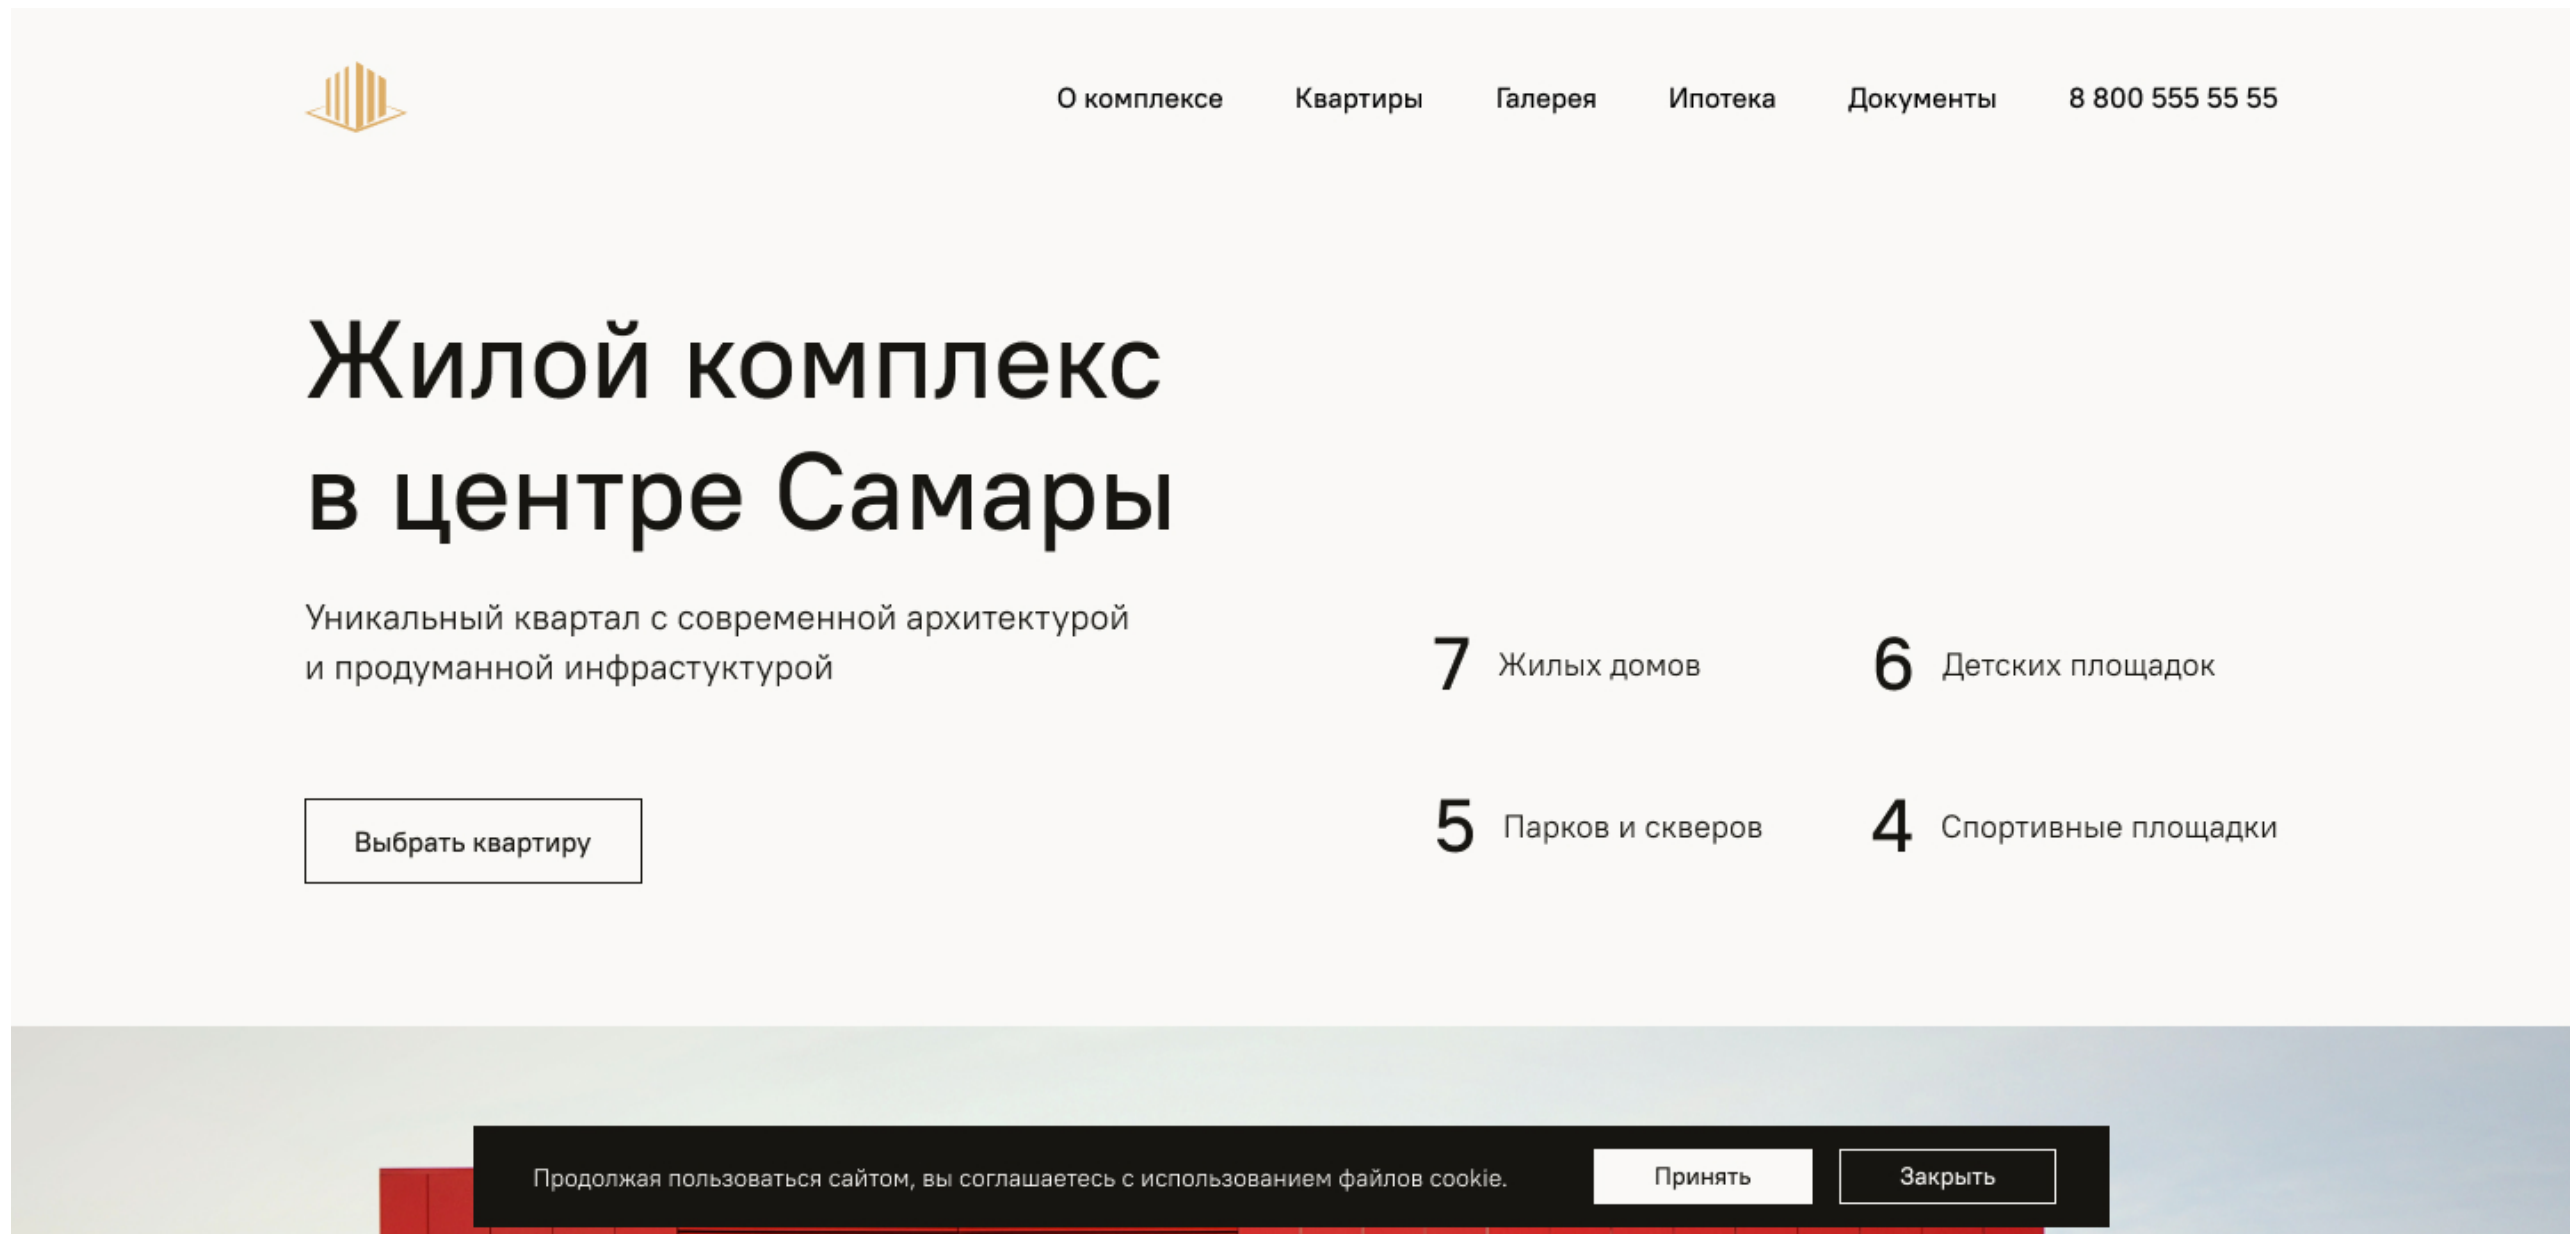 О комплексе Квартиры Галерея Ипотека Документы 8 800 555 55 55
Жилой комплекс
в центре Самары
Уникальный квартал с современной архитектурой
и продуманной инфрастуктурой
7 Жилых домов 6 Детских площадок
5 Парков и скверов 4 Спортивные площадки
Выбрать квартиру
Продолжая пользоваться сайтом, вы соглашаетесь с использованием файлов cookie. Принять Закрыть